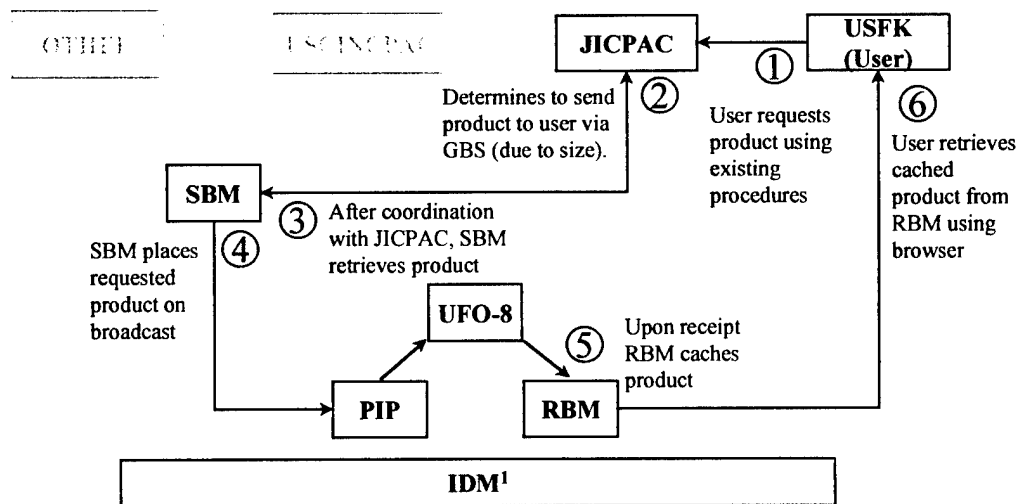 JICPAC
USFK
(User)
①
②
⑥
Determines to send
product to user via
GBS (due to size).
User requests
product using
existing
procedures
User retrieves
cached
product from
RBM using
browser
SBM
③
After coordination
with JICPAC, SBM
retrieves product
④
SBM places
requested
product on
broadcast
UFO-8
⑤
Upon receipt
RBM caches
product
PIP
RBM
IDM¹